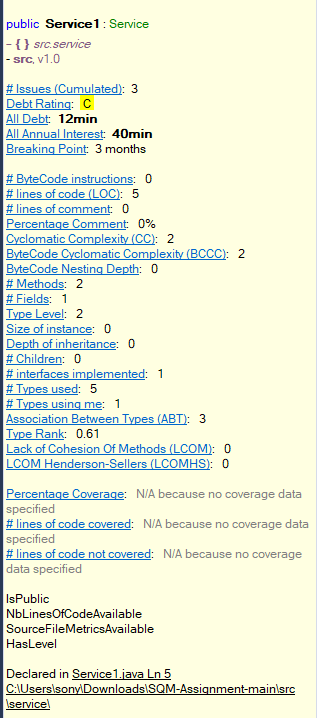 public Service1 : Service
- { } src.service
- src, v1.0
# Issues (Cumulated): 3
Debt Rating: C
All Debt: 12min
All Annual Interest: 40min
Breaking Point: 3 months
# ByteCode instructions: 0
# lines of code (LOC): 5
# lines of comment: 0
Percentage Comment: 0%
Cyclomatic Complexity (CC): 2
ByteCode Cyclomatic Complexity (BCCC): 2
ByteCode Nesting Depth: 0
# Methods: 2
# Fields: 1
Type Level: 2
Size of instance: 0
Depth of inheritance: 0
# Children: 0
# interfaces implemented: 1
# Types used: 5
# Types using me: 1
Association Between Types (ABT): 3
Type Rank: 0.61
Lack of Cohesion Of Methods (LCOM): 0
LCOM Henderson-Sellers (LCOMHS): 0
Percentage Coverage: N/A because no coverage data
specified
# lines of code covered: N/A because no coverage data
specified
# lines of code not covered: N/A because no coverage
data specified
IsPublic
NbLinesOfCodeAvailable
SourceFileMetricsAvailable
HasLevel
Declared in Service1.java Ln 5
C:\Users\sony\Downloads\SQM-Assignment-main\src
\service\